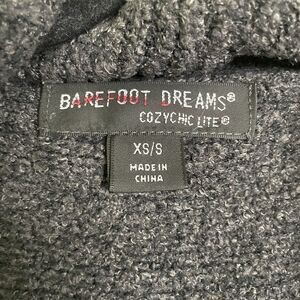 BAREFOOT DREAMS®
COZYCHIC LITE®
XS/S
MADE IN
CHINA